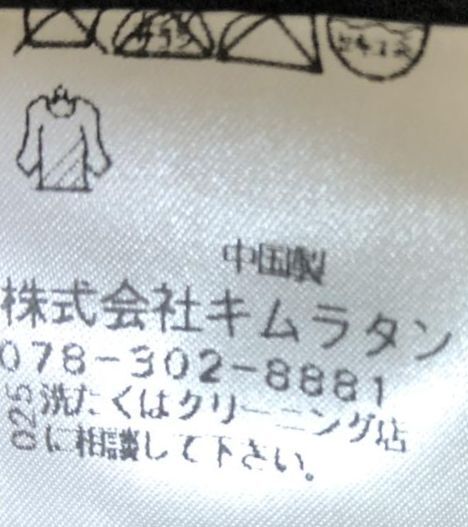 中国製
株式会社キムラタン
078-302-8881
洗たくはクリーニング店
に相談して下さい。
025